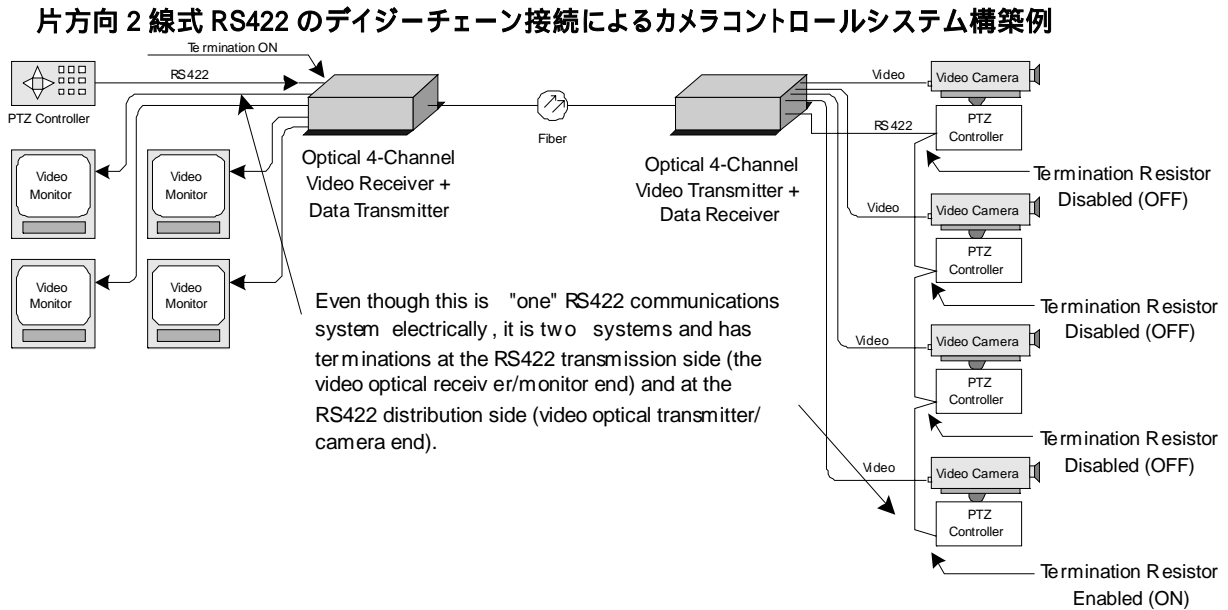 片方向 2 線式 RS422 のデイジーチェーン接続によるカメラコントロールシステム構築例
Termination ON
RS422
PTZ Controller
Video
Monitor
Video
Monitor
Video
Monitor
Video
Monitor
Optical 4-Channel
Video Receiver +
Data Transmitter
Fiber
Optical 4-Channel
Video Transmitter +
Data Receiver
Even though this is "one" RS422 communications
system electrically, it is two systems and has
terminations at the RS422 transmission side (the
video optical receiver/monitor end) and at the
RS422 distribution side (video optical transmitter/
camera end).
Video
Video Camera
RS422
PTZ
Controller
Termination Resistor
Disabled (OFF)
Video
Video Camera
PTZ
Controller
Termination Resistor
Disabled (OFF)
Video
Video Camera
PTZ
Controller
Termination Resistor
Disabled (OFF)
Video
Video Camera
PTZ
Controller
Termination Resistor
Enabled (ON)